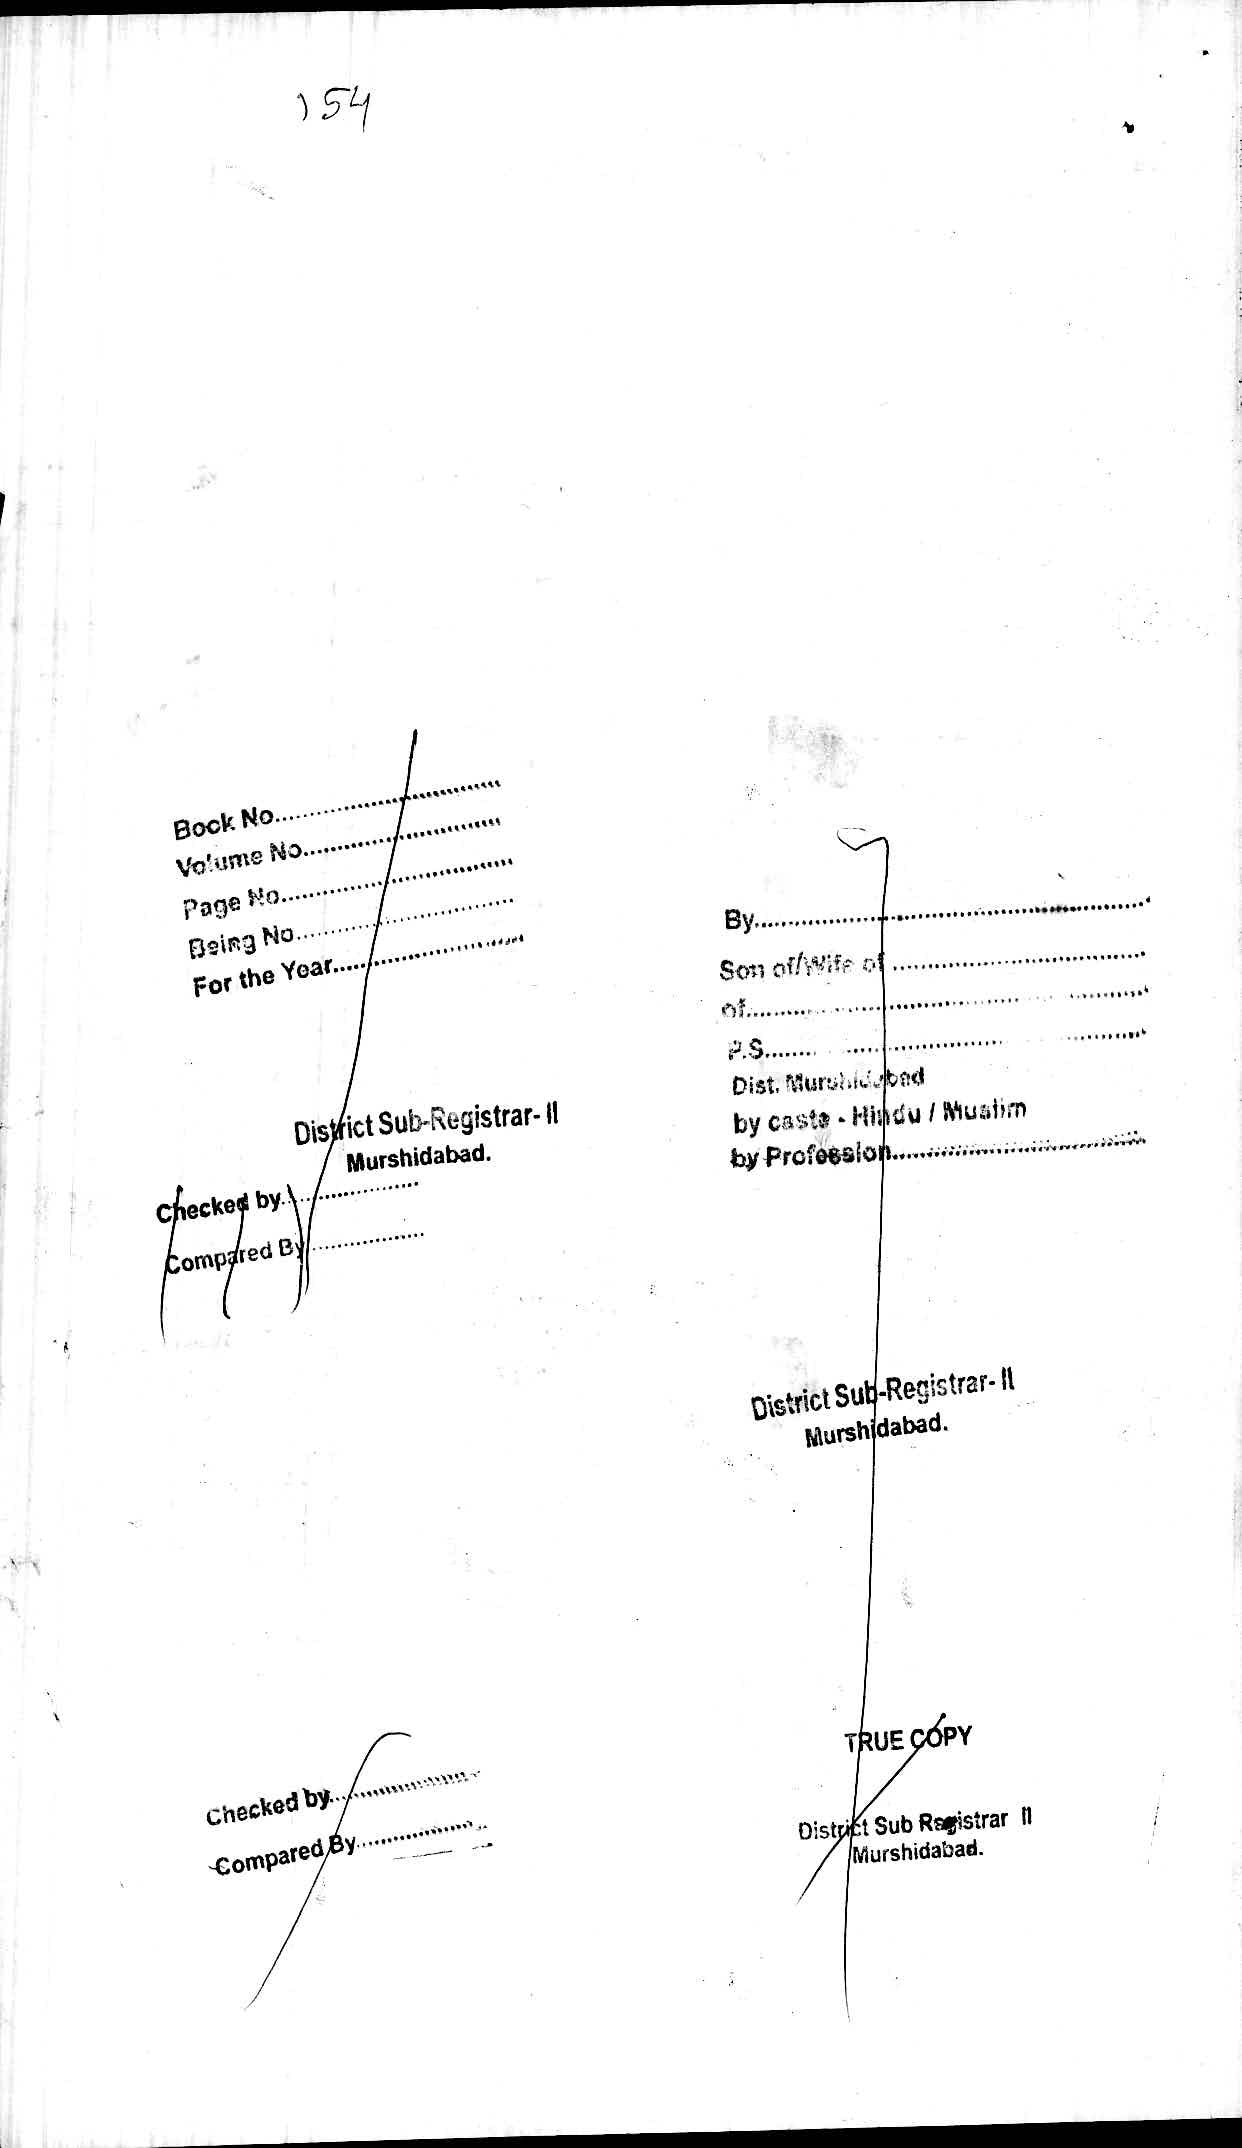 154
Book No
Volume No
Page No
Being No
For the Year
District Sub-Registrar- II
Murshidabad.
Checked by
Compared By
By
Son of/Wife of
of
P.S.
Dist. Murshidabad
by caste - Hindu / Muslim
by Profession
District Sub-Registrar- II
Murshidabad.
Checked by
Compared By
TRUE COPY
District Sub Registrar II
Murshidabad.